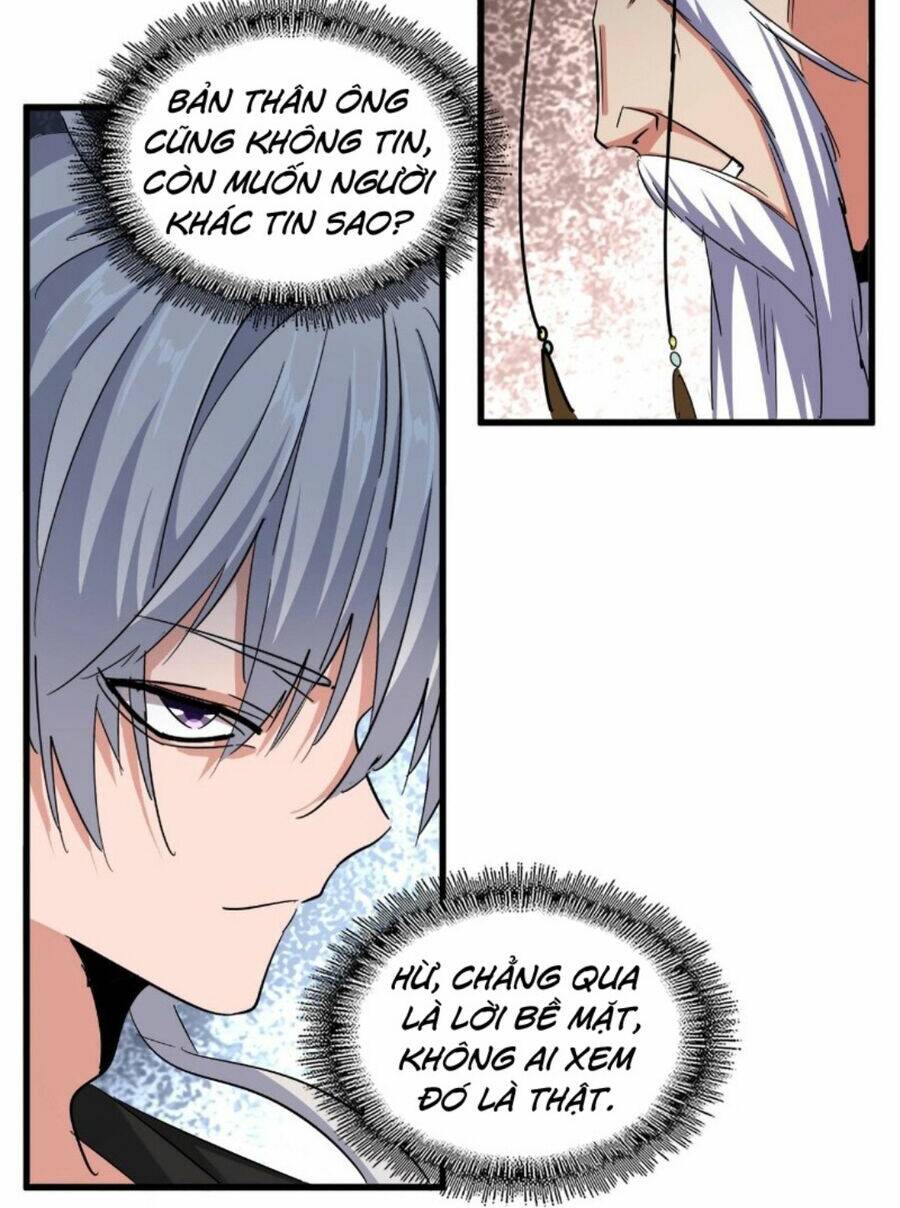 BẢN THÂN ÔNG
CŨNG KHÔNG TIN,
CÒN MUỐN NGƯỜI
KHÁC TIN SAO?
HỪ, CHẲNG QUA
LÀ LỜI BỀ MẶT,
KHÔNG AI XEM
ĐÓ LÀ THẬT.